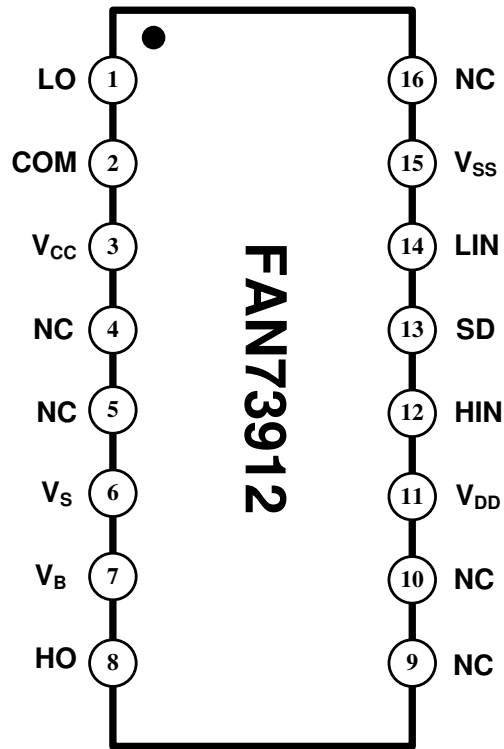 LO 1 16 NC
COM 2 15 VSS
VCC 3 14 LIN
NC 4 13 SD
NC 5 12 HIN
VS 6 11 VDD
VB 7 10 NC
HO 8 9 NC
FAN73912